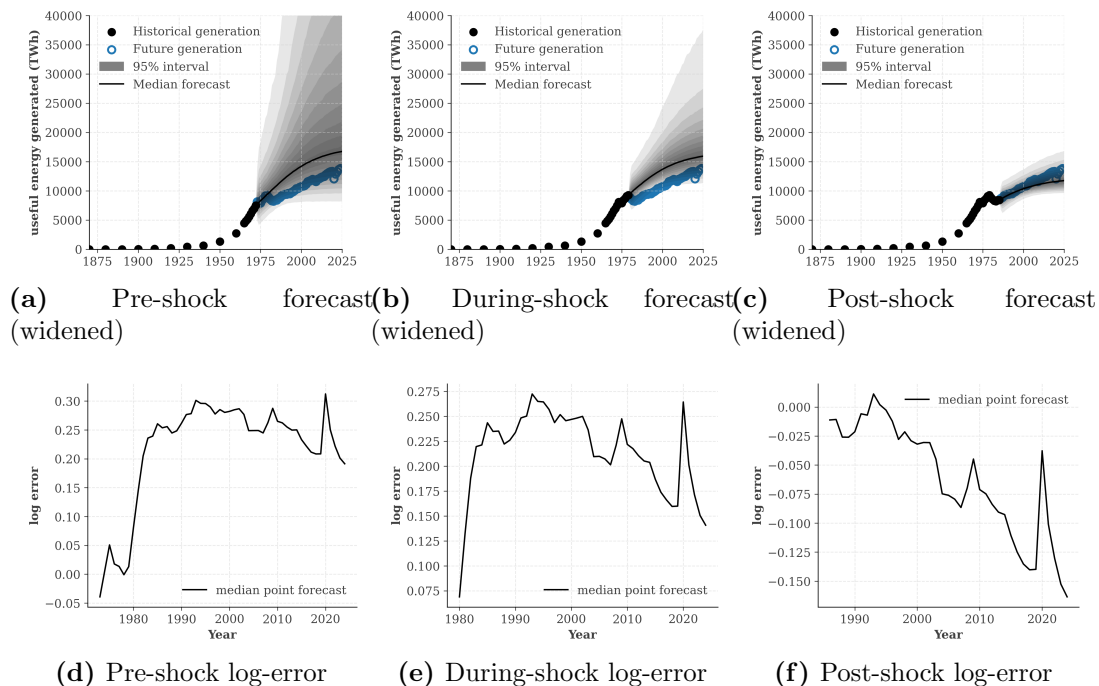 40000
35000
30000
25000
20000
15000
10000
5000
0
useful energy generated (TWh)
Historical generation
Future generation
95% interval
Median forecast
1875 1900 1925 1950 1975 2000 2025
(a) Pre-shock forecast
(widened)
40000
35000
30000
25000
20000
15000
10000
5000
0
useful energy generated (TWh)
Historical generation
Future generation
95% interval
Median forecast
1875 1900 1925 1950 1975 2000 2025
(b) During-shock forecast
(widened)
40000
35000
30000
25000
20000
15000
10000
5000
0
useful energy generated (TWh)
Historical generation
Future generation
95% interval
Median forecast
1875 1900 1925 1950 1975 2000 2025
(c) Post-shock forecast
(widened)
0.30
0.25
0.20
0.15
0.10
0.05
0.00
−0.05
log error
median point forecast
1980 1990 2000 2010 2020
Year
(d) Pre-shock log-error
0.275
0.250
0.225
0.200
0.175
0.150
0.125
0.100
0.075
log error
median point forecast
1980 1990 2000 2010 2020
Year
(e) During-shock log-error
0.000
−0.025
−0.050
−0.075
−0.100
−0.125
−0.150
log error
median point forecast
1990 2000 2010 2020
Year
(f) Post-shock log-error